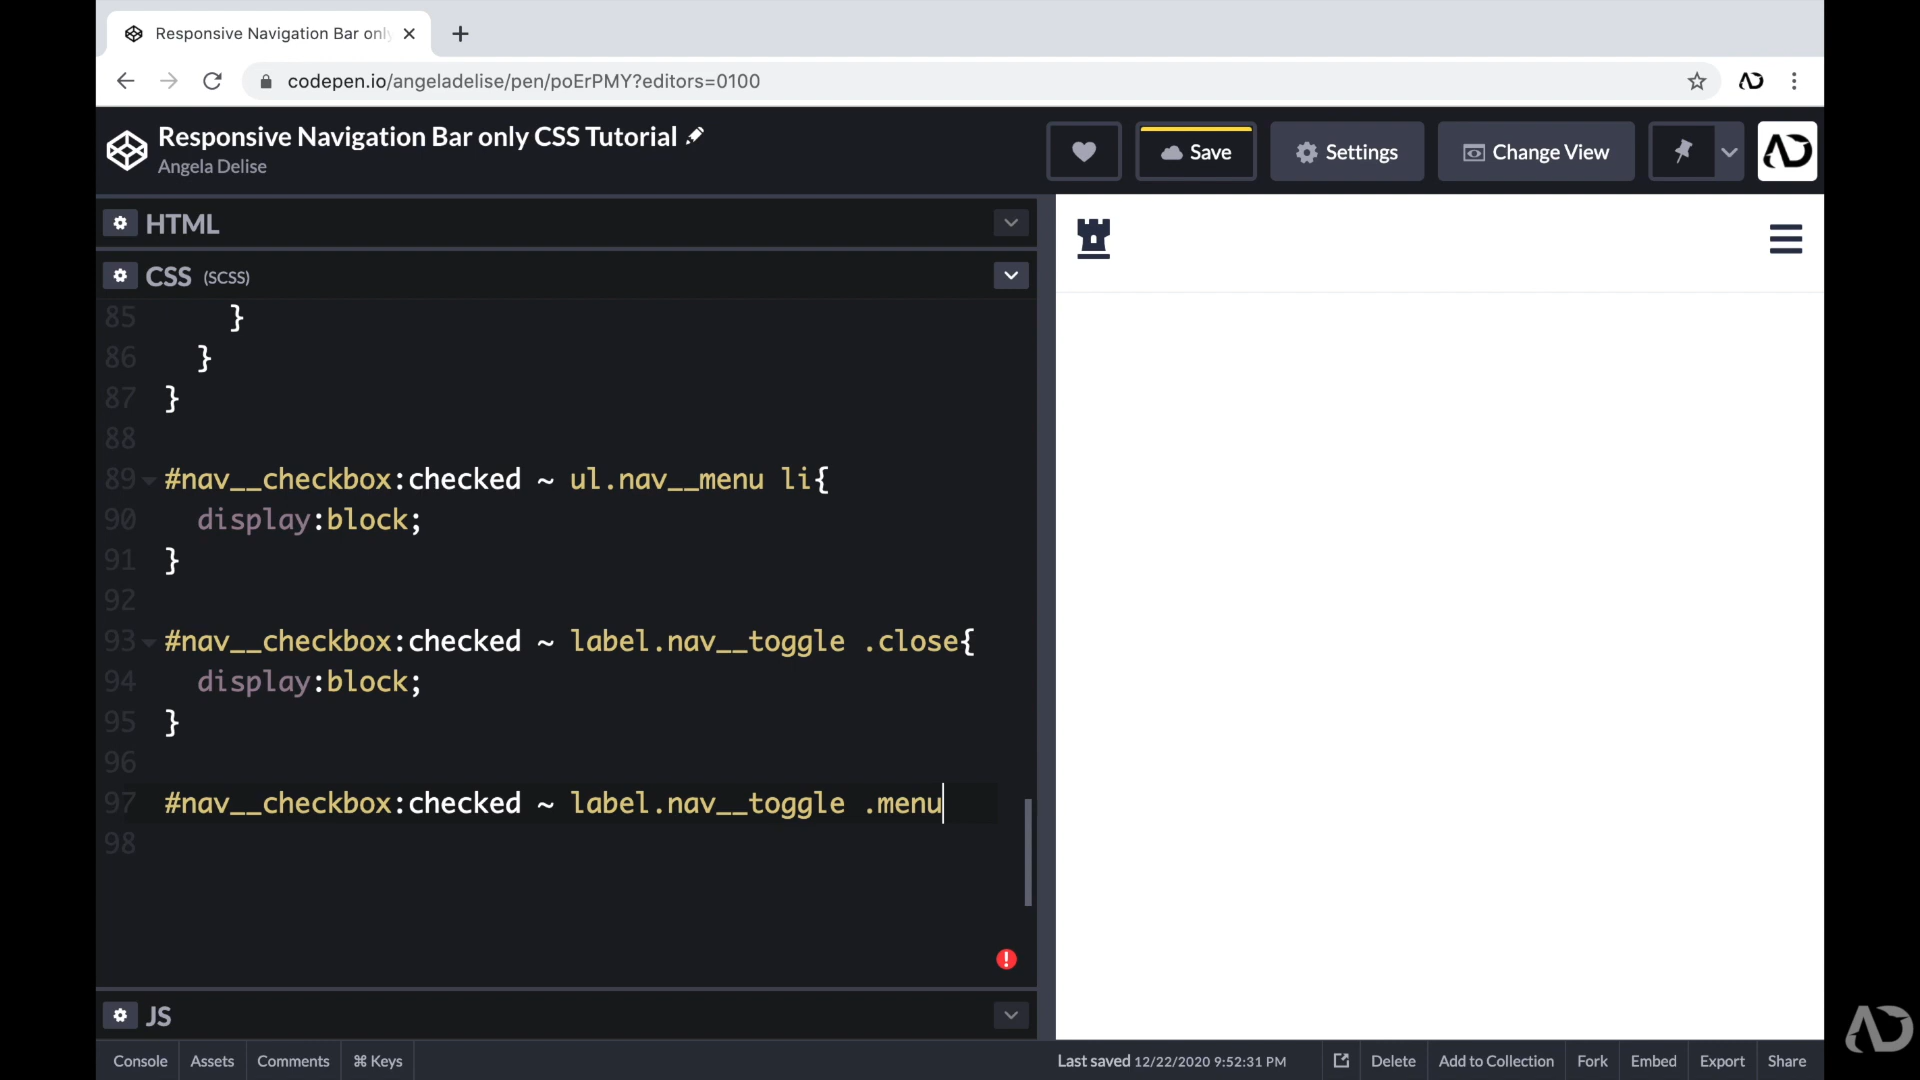 Responsive Navigation Bar onl
codepen.io/angeladelise/pen/poErPMY?editors=0100
Responsive Navigation Bar only CSS Tutorial
Angela Delise
Save
Settings
Change View
HTML
CSS (SCSS)
85 }
86 }
87 }
88
89 #nav__checkbox:checked ~ ul.nav__menu li{
90 display:block;
91 }
92
93 #nav__checkbox:checked ~ label.nav__toggle .close{
94 display:block;
95 }
96
97 #nav__checkbox:checked ~ label.nav__toggle .menu
98
JS
Console Assets Comments ⌘ Keys Last saved 12/22/2020 9:52:31 PM Delete Add to Collection Fork Embed Export Share